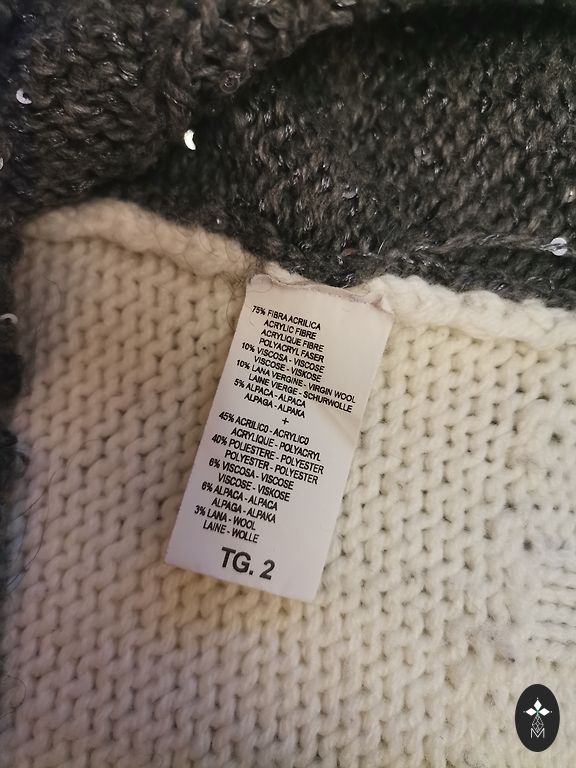 75% FIBRA ACRILICA
ACRYLIC FIBRE
ACRYLIQUE FIBRE
POLYACRYL FASER
10% VISCOSA - VISCOSE
VISCOSE - VISKOSE
10% LANA VERGINE - VIRGIN WOOL
LAINE VIERGE - SCHURWOLLE
5% ALPACA - ALPACA
ALPAGA - ALPAKA
+
45% ACRILICO - ACRYLICO
ACRYLIQUE - POLYACRYL
40% POLIESTERE - POLYESTER
POLYESTER - POLYESTER
6% VISCOSA - VISCOSE
VISCOSE - VISKOSE
6% ALPACA - ALPACA
ALPAGA - ALPAKA
3% LANA - WOOL
LAINE - WOLLE
TG. 2
M